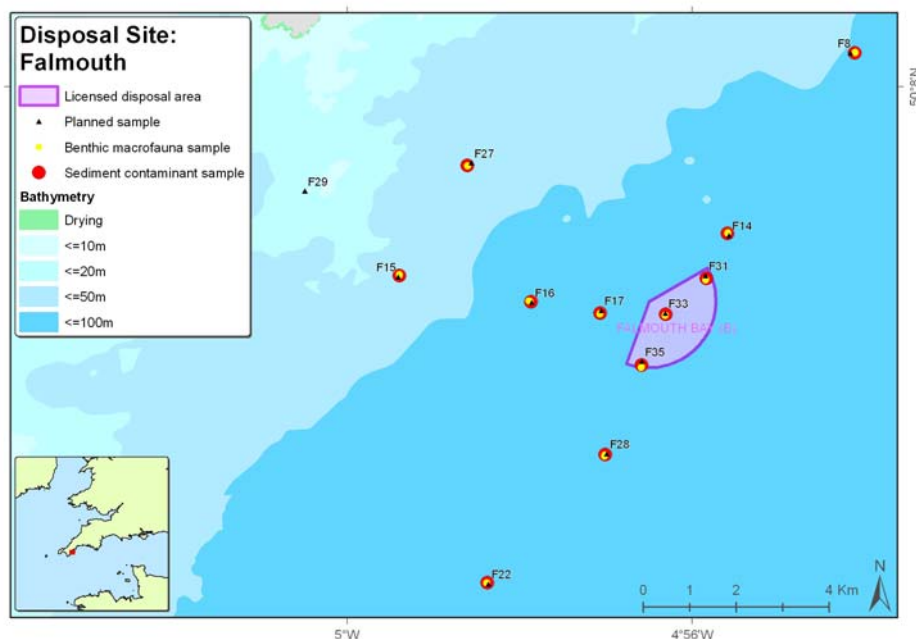 Disposal Site:
Falmouth
Licensed disposal area
Planned sample
Benthic macrofauna sample
Sediment contaminant sample
Bathymetry
Drying
<=10m
<=20m
<=50m
<=100m
F8
50°8'N
F27
F29
F14
F15
F31
F16
F17
F33
FALMOUTH BAY
F35
F28
F22
N
0 1 2 4 Km
5°W
4°56'W